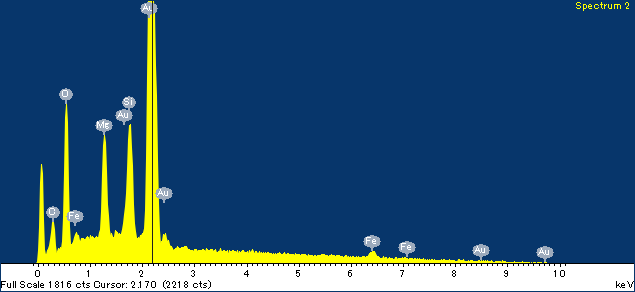 Spectrum 2
Au
O
Si
Au
Mg
Au
O
Fe
Fe
Fe
Au
Au
0 1 2 3 4 5 6 7 8 9 10
Full Scale 1816 cts Cursor: 2.170 (2218 cts) keV